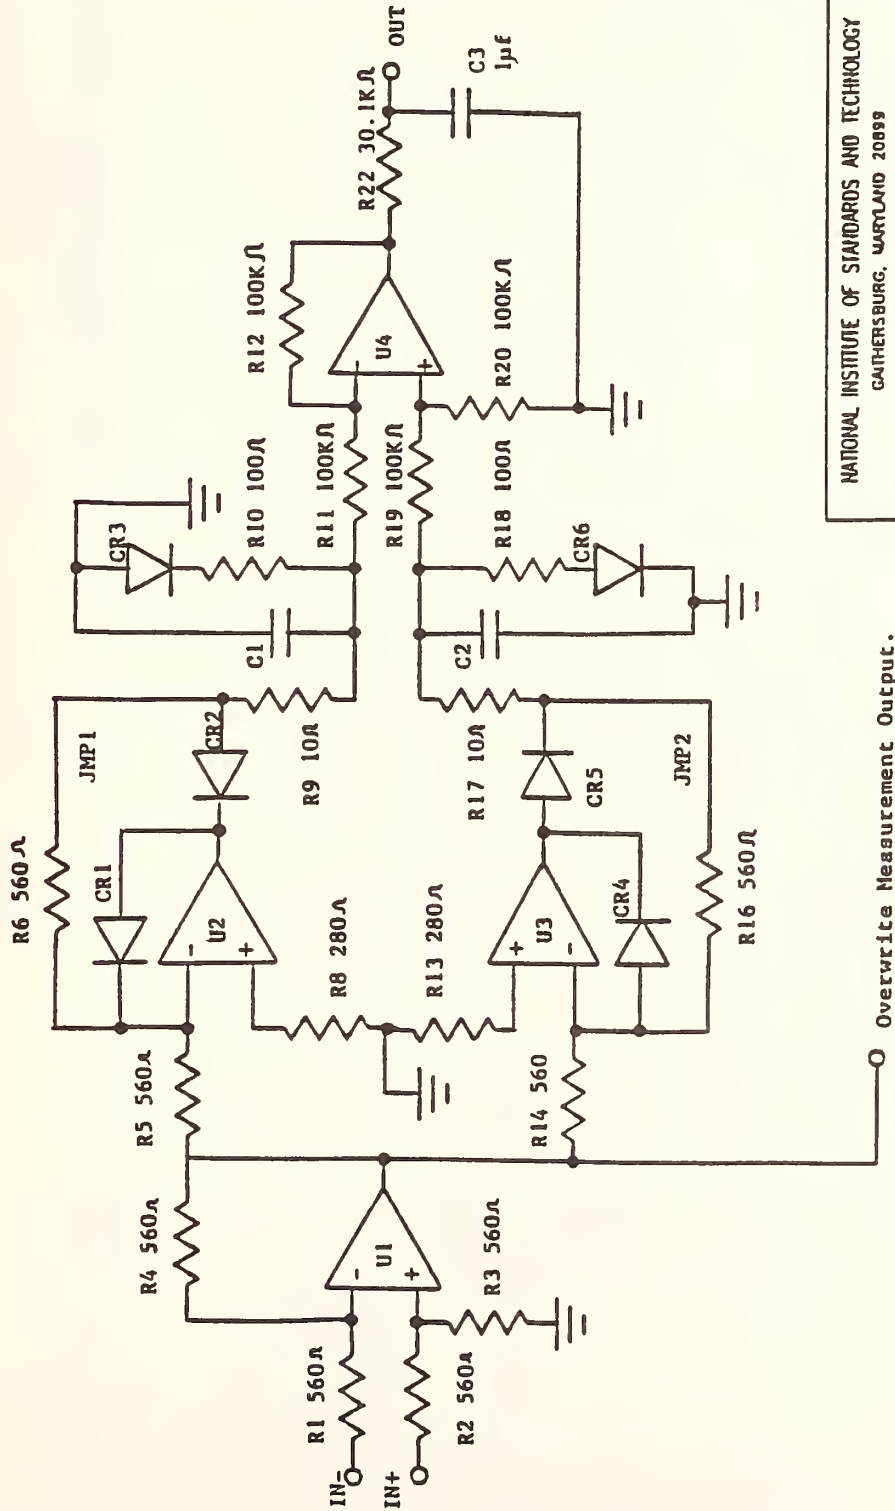 IN-
IN+
R1 560Ω
R2 560Ω
R4 560Ω
-
U1
+
R3 560Ω
R5 560Ω
R14 560
R6 560Ω
CR1
-
U2
+
R8 280Ω
R13 280Ω
+
U3
-
CR4
R16 560Ω
JMP1
CR2
R9 10Ω
R17 10Ω
CR5
JMP2
C1
C2
CR3
R10 100Ω
R11 100KΩ
R19 100KΩ
R18 100Ω
CR6
R12 100KΩ
-
U4
+
R20 100KΩ
R22 30.1KΩ
OUT
C3
1µf
Overwrite Measurement Output.
NATIONAL INSTITUTE OF STANDARDS AND TECHNOLOGY
GAITHERSBURG, MARYLAND 20899